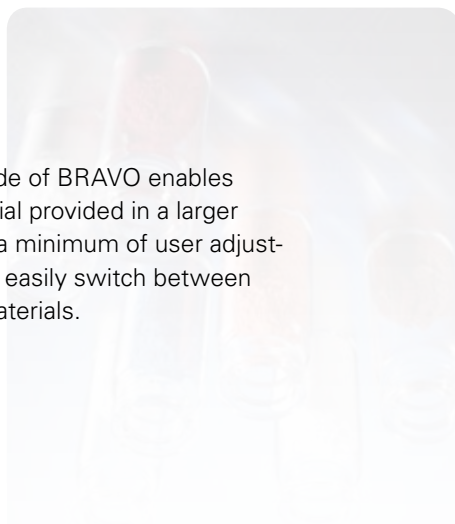 de of BRAVO enables
ial provided in a larger
a minimum of user adjust-
easily switch between
aterials.